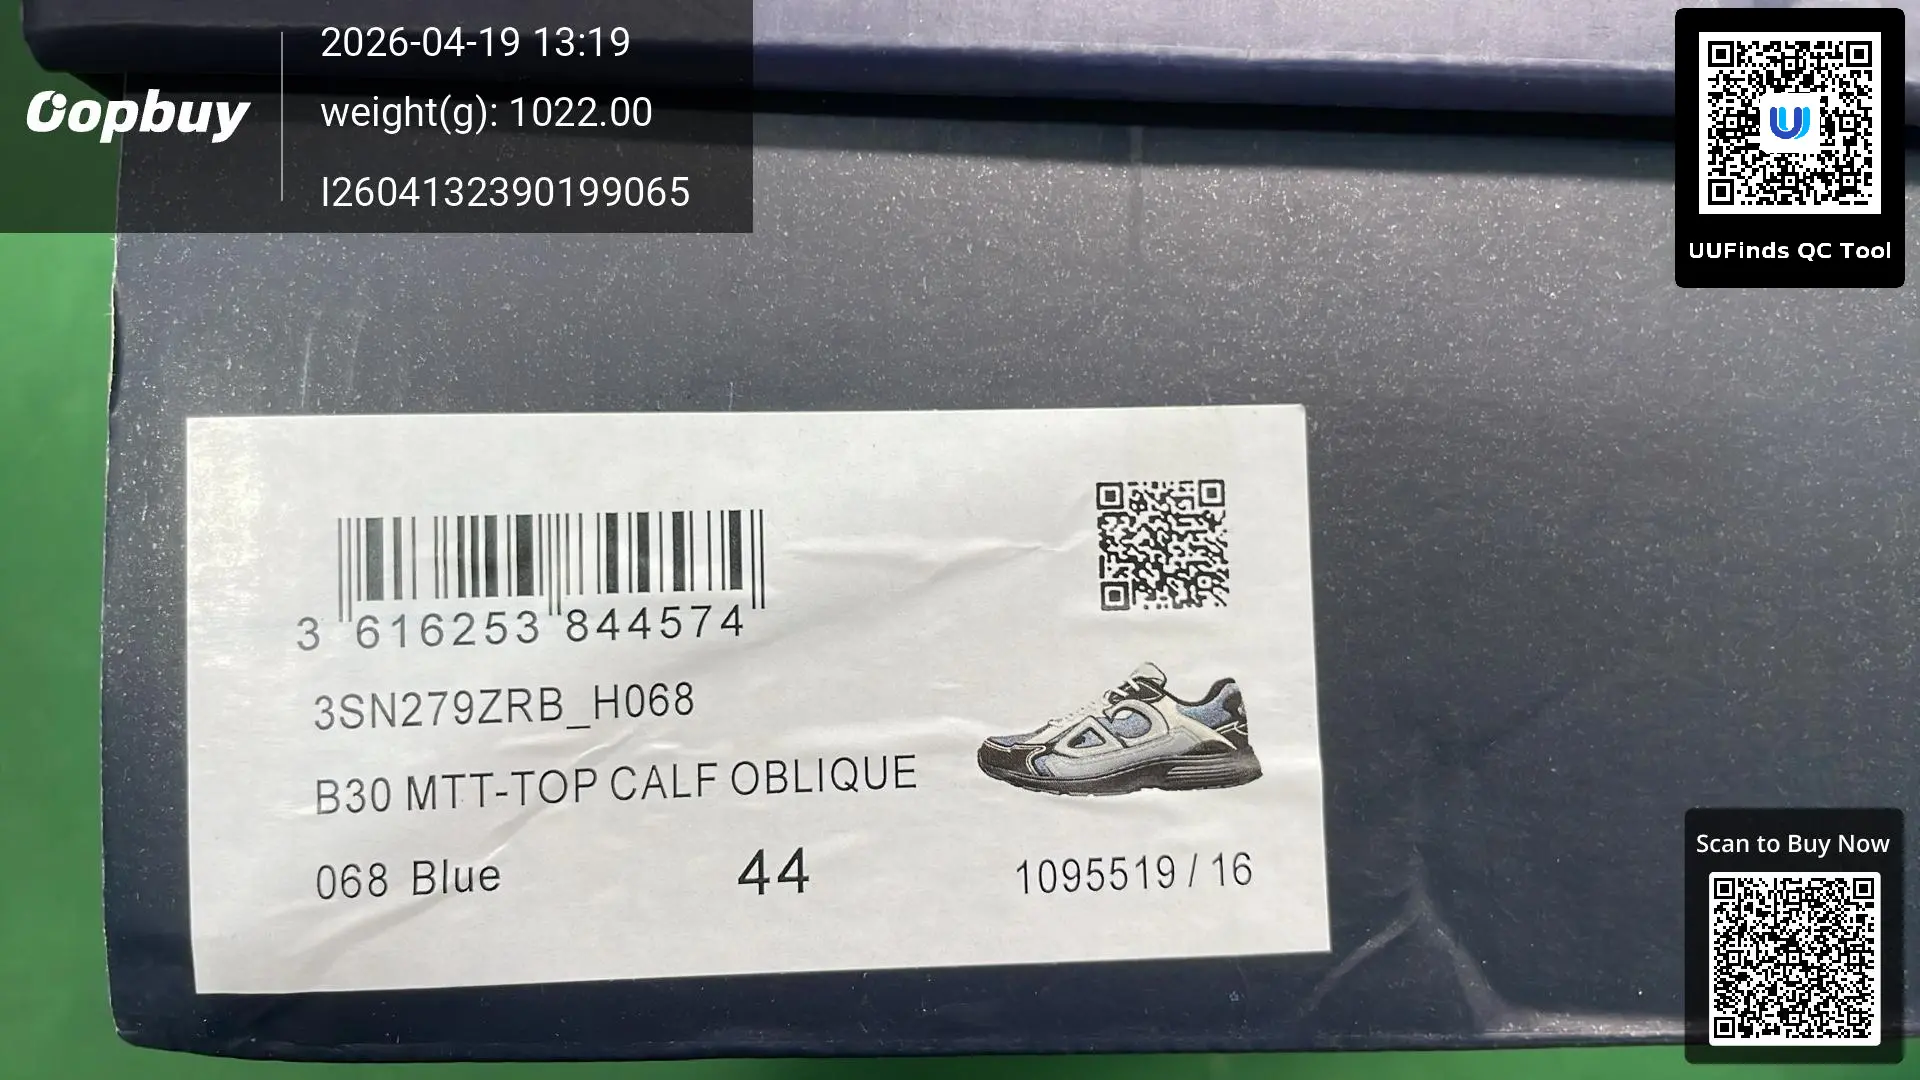 Oopbuy
2026-04-19 13:19
weight(g): 1022.00
I2604132390199065
UUFinds QC Tool
3 616253 844574
3SN279ZRB_H068
B30 MTT-TOP CALF OBLIQUE
068 Blue 44 1095519 / 16
Scan to Buy Now